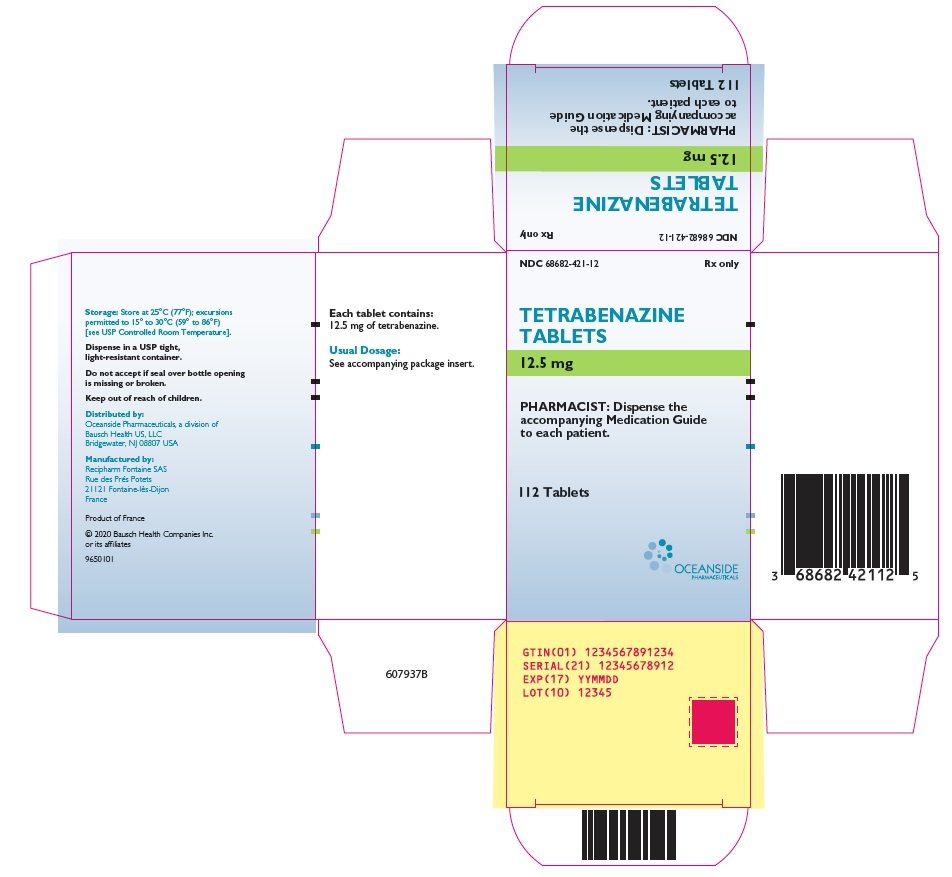 NDC 68682-421-12 Rx only
TETRABENAZINE
TABLETS
12.5 mg
PHARMACIST: Dispense the
accompanying Medication Guide
to each patient.
112 Tablets
Storage: Store at 25°C (77°F); excursions
permitted to 15° to 30°C (59° to 86°F)
[see USP Controlled Room Temperature].
Dispense in a USP tight,
light-resistant container.
Do not accept if seal over bottle opening
is missing or broken.
Keep out of reach of children.
Distributed by:
Oceanside Pharmaceuticals, a division of
Bausch Health US, LLC
Bridgewater, NJ 08807 USA
Manufactured by:
Recipharm Fontaine SAS
Rue des Prés Potets
21121 Fontaine-lès-Dijon
France
Product of France
© 2020 Bausch Health Companies Inc.
or its affiliates
9650101
Each tablet contains:
12.5 mg of tetrabenazine.
Usual Dosage:
See accompanying package insert.
NDC 68682-421-12 Rx only
TETRABENAZINE
TABLETS
12.5 mg
PHARMACIST: Dispense the
accompanying Medication Guide
to each patient.
112 Tablets
OCEANSIDE
PHARMACEUTICALS
3 68682 42112 5
607937B
GTIN(01) 1234567891234
SERIAL(21) 12345678912
EXP(17) YYMMDD
LOT(10) 12345